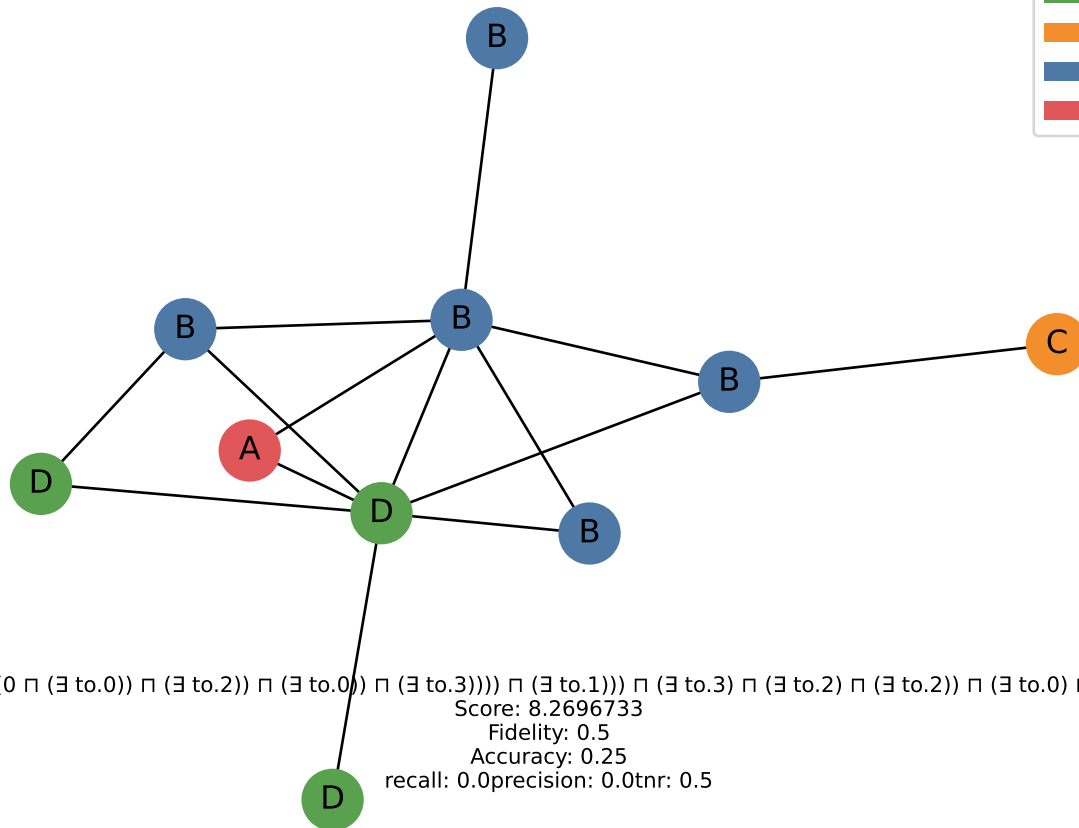 B
B
B
B
C
A
D
D
B
(0 ⊓ (∃ to.0)) ⊓ (∃ to.2)) ⊓ (∃ to.0)) ⊓ (∃ to.3)))) ⊓ (∃ to.1))) ⊓ (∃ to.3) ⊓ (∃ to.2) ⊓ (∃ to.2)) ⊓ (∃ to.0) ⊓
Score: 8.2696733
Fidelity: 0.5
Accuracy: 0.25
recall: 0.0precision: 0.0tnr: 0.5
D